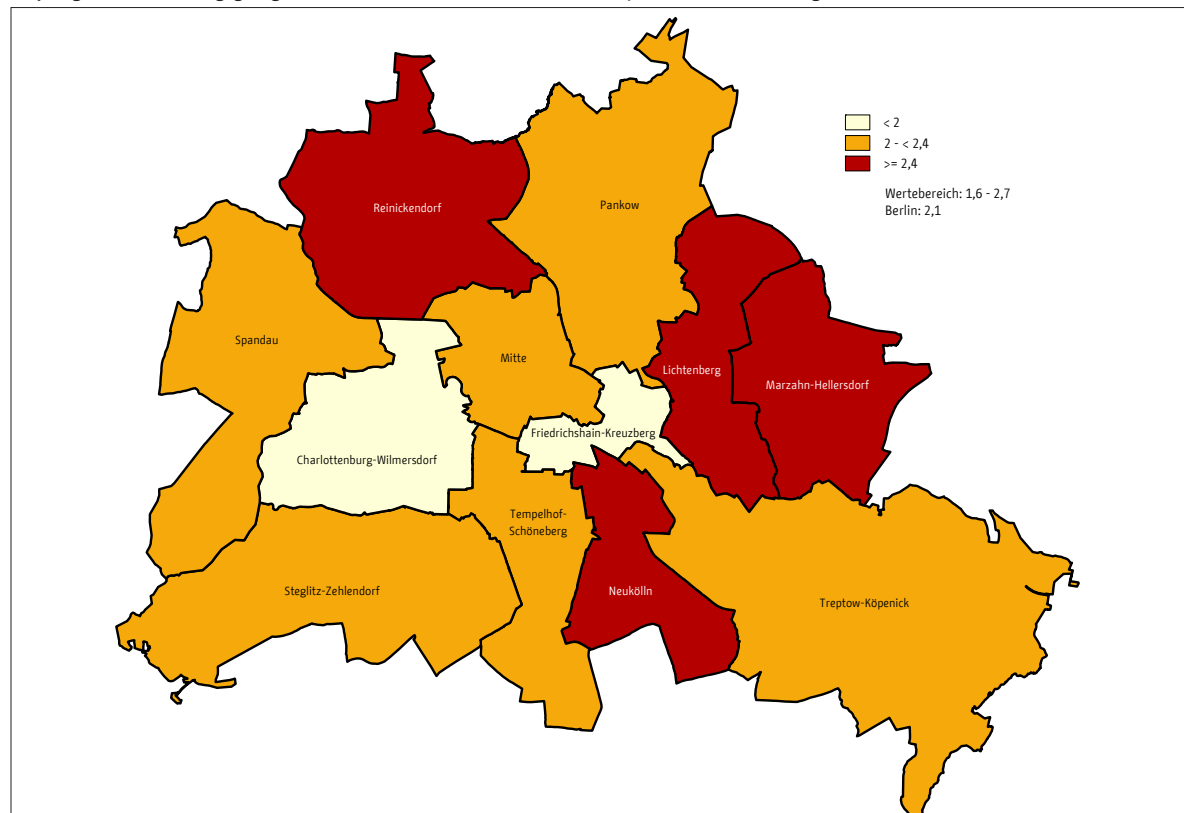 < 2
2 - < 2,4
>= 2,4
Wertebereich: 1,6 - 2,7
Berlin: 2,1
Reinickendorf
Pankow
Spandau
Mitte
Lichtenberg
Marzahn-Hellersdorf
Friedrichshain-Kreuzberg
Charlottenburg-Wilmersdorf
Tempelhof-
Schöneberg
Steglitz-Zehlendorf
Neukölln
Treptow-Köpenick